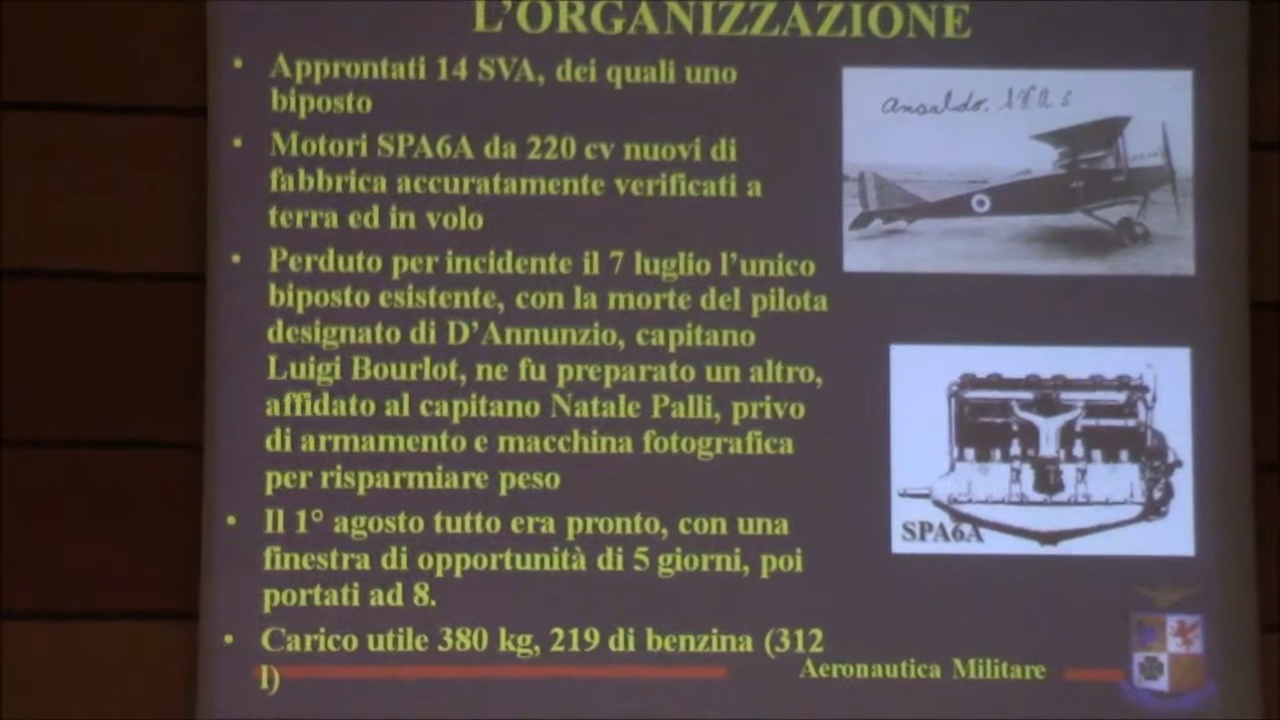 L'ORGANIZZAZIONE
• Approntati 14 SVA, dei quali uno
biposto
• Motori SPA6A da 220 cv nuovi di
fabbrica accuratamente verificati a
terra ed in volo
• Perduto per incidente il 7 luglio l'unico
biposto esistente, con la morte del pilota
designato di D'Annunzio, capitano
Luigi Bourlot, ne fu preparato un altro,
affidato al capitano Natale Palli, privo
di armamento e macchina fotografica
per risparmiare peso
• Il 1° agosto tutto era pronto, con una
finestra di opportunità di 5 giorni, poi
portati ad 8.
• Carico utile 380 kg, 219 di benzina (312
l)
Ansaldo.
SPA6A
Aeronautica Militare